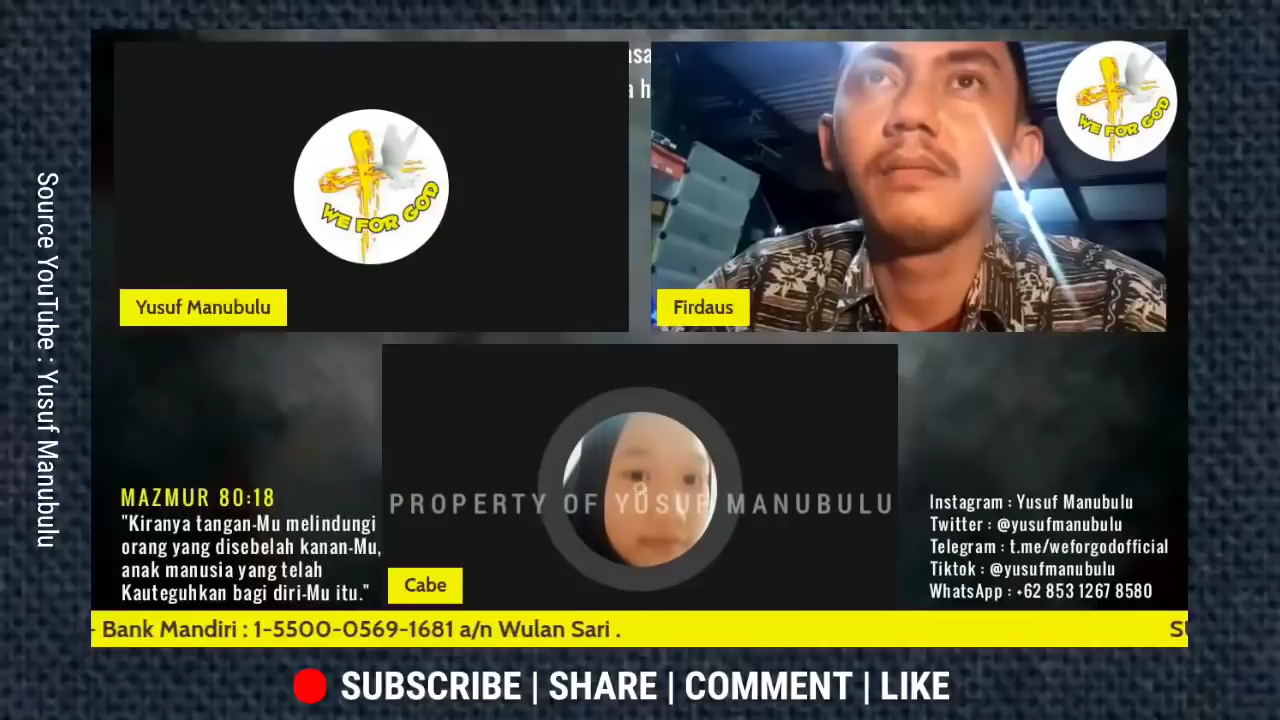 WE FOR GOD
WE FOR GOD
Yusuf Manubulu
Firdaus
Source YouTube : Yusuf Manubulu
PROPERTY OF YUSUF MANUBULU
Cabe
MAZMUR 80:18
"Kiranya tangan-Mu melindungi
orang yang disebelah kanan-Mu,
anak manusia yang telah
Kauteguhkan bagi diri-Mu itu."
Instagram : Yusuf Manubulu
Twitter : @yusufmanubulu
Telegram : t.me/weforgodofficial
Tiktok : @yusufmanubulu
WhatsApp : +62 853 1267 8580
- Bank Mandiri : 1-5500-0569-1681 a/n Wulan Sari .
SUBSCRIBE | SHARE | COMMENT | LIKE